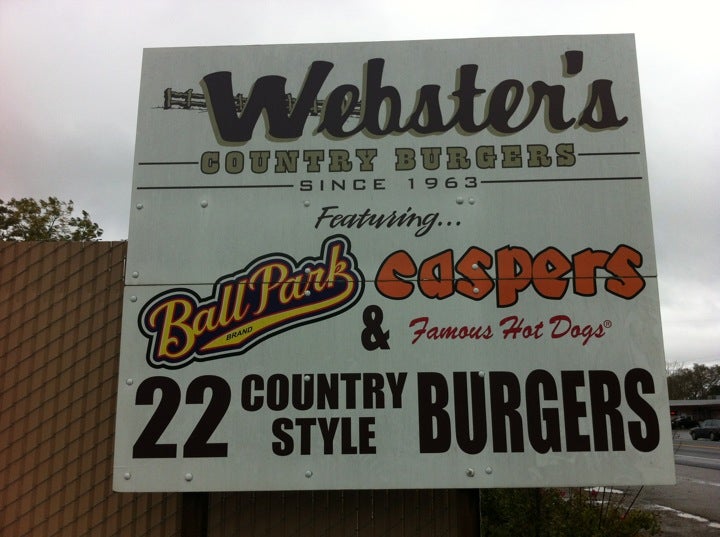 Webster's
COUNTRY BURGERS
SINCE 1963
Featuring...
Ball Park
BRAND
& caspers
Famous Hot Dogs®
22 COUNTRY STYLE BURGERS